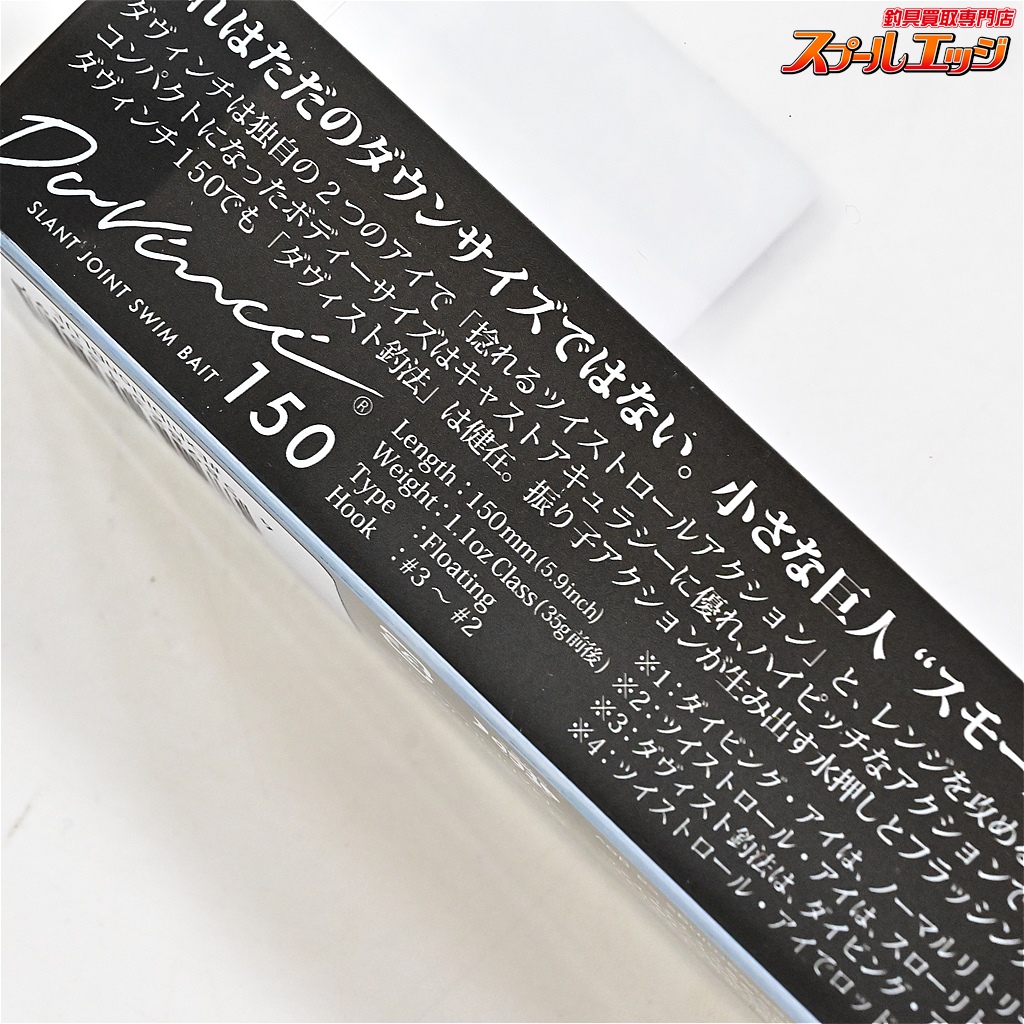 釣具買取専門店
スプールエッジ
れはただのダウンサイズではない。小さな巨人 “スモー
ダヴィンチは独自の2つのアイで「捻れるツイストロールアクション」と、レンジを攻める
コンパクトになったボディーサイズはキャストアキュラシーに優れ、ハイピッチなアクションで
ダヴィンチ150でも「ダヴィスト釣法」は健在。振り子アクションが生み出す水押しとフラッシング
DaVinci 150 ®
SLANT JOINT SWIM BAIT
Length : 150mm (5.9inch)
Weight : 1.1oz Class (35g前後)
Type : Floating
Hook : #3 ～ #2
※1：ダイビング・アイは、ノーマルリトリ
※2：ツイストロール・アイは、スローリト
※3：ダヴィスト釣法は、ダイビング・ア
※4：ツイストロール・アイでロッド